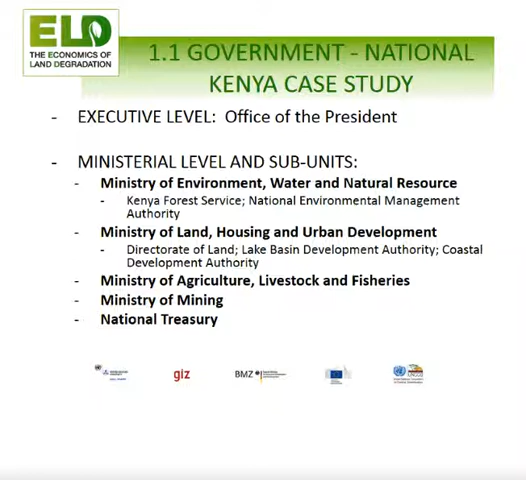 ELD
THE ECONOMICS OF
LAND DEGRADATION
1.1 GOVERNMENT - NATIONAL
KENYA CASE STUDY
- EXECUTIVE LEVEL: Office of the President
- MINISTERIAL LEVEL AND SUB-UNITS:
- Ministry of Environment, Water and Natural Resource
- Kenya Forest Service; National Environmental Management
Authority
- Ministry of Land, Housing and Urban Development
- Directorate of Land; Lake Basin Development Authority; Coastal
Development Authority
- Ministry of Agriculture, Livestock and Fisheries
- Ministry of Mining
- National Treasury
giz
BMZ